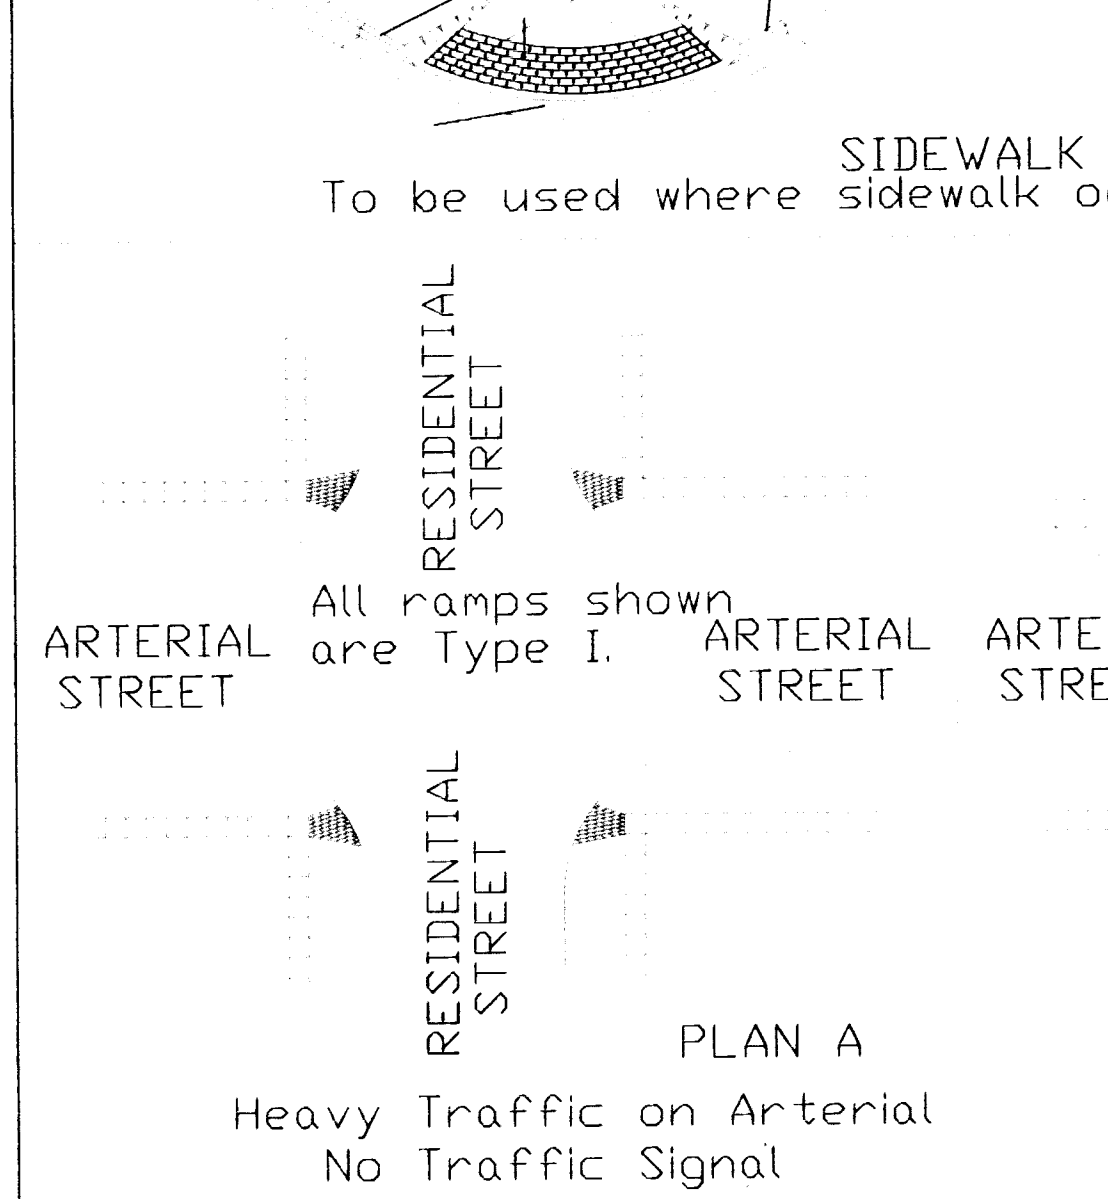 SIDEWALK
To be used where sidewalk
RESIDENTIAL
STREET
All ramps shown
are Type I.
ARTERIAL
STREET
ARTERIAL
STREET
ARTE
STRE
RESIDENTIAL
STREET
PLAN A
Heavy Traffic on Arterial
No Traffic Signal